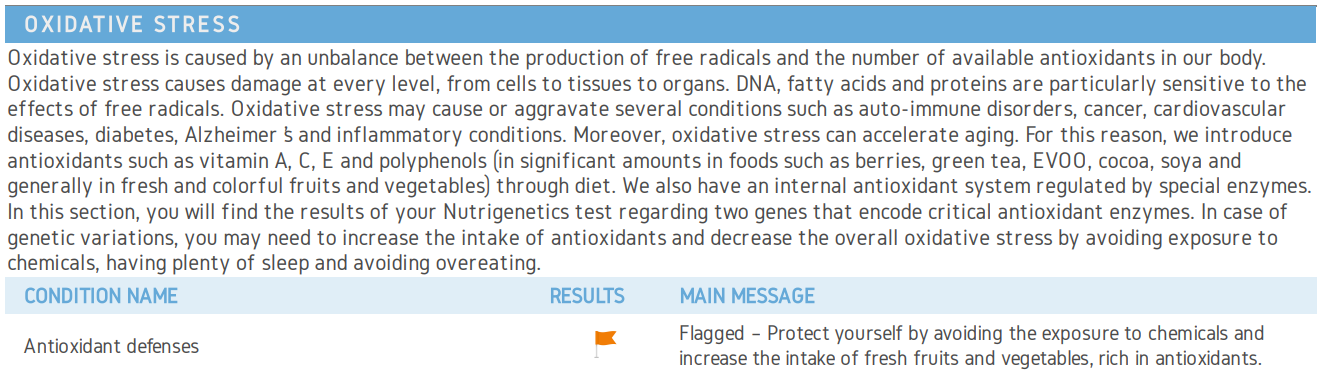 OXIDATIVE STRESS
Oxidative stress is caused by an unbalance between the production of free radicals and the number of available antioxidants in our body.
Oxidative stress causes damage at every level, from cells to tissues to organs. DNA, fatty acids and proteins are particularly sensitive to the
effects of free radicals. Oxidative stress may cause or aggravate several conditions such as auto-immune disorders, cancer, cardiovascular
diseases, diabetes, Alzheimer ́s and inflammatory conditions. Moreover, oxidative stress can accelerate aging. For this reason, we introduce
antioxidants such as vitamin A, C, E and polyphenols (in significant amounts in foods such as berries, green tea, EVOO, cocoa, soya and
generally in fresh and colorful fruits and vegetables) through diet. We also have an internal antioxidant system regulated by special enzymes.
In this section, you will find the results of your Nutrigenetics test regarding two genes that encode critical antioxidant enzymes. In case of
genetic variations, you may need to increase the intake of antioxidants and decrease the overall oxidative stress by avoiding exposure to
chemicals, having plenty of sleep and avoiding overeating.
CONDITION NAME RESULTS MAIN MESSAGE
Antioxidant defenses
Flagged – Protect yourself by avoiding the exposure to chemicals and
increase the intake of fresh fruits and vegetables, rich in antioxidants.